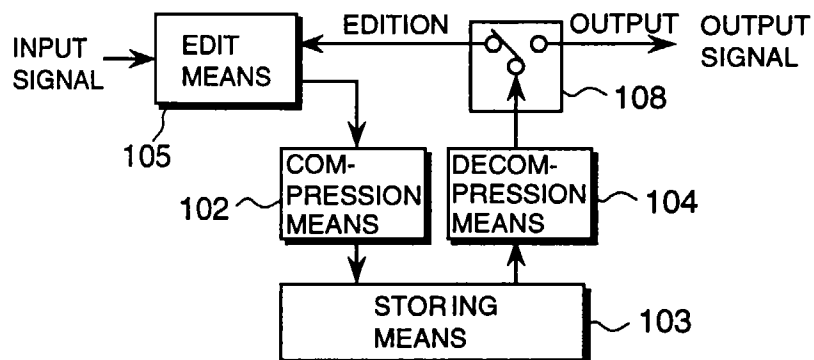 INPUT
SIGNAL
EDIT
MEANS
105
EDITION
OUTPUT
OUTPUT
SIGNAL
108
COM-
PRESSION
MEANS
102
DECOM-
PRESSION
MEANS
104
STORING
MEANS
103